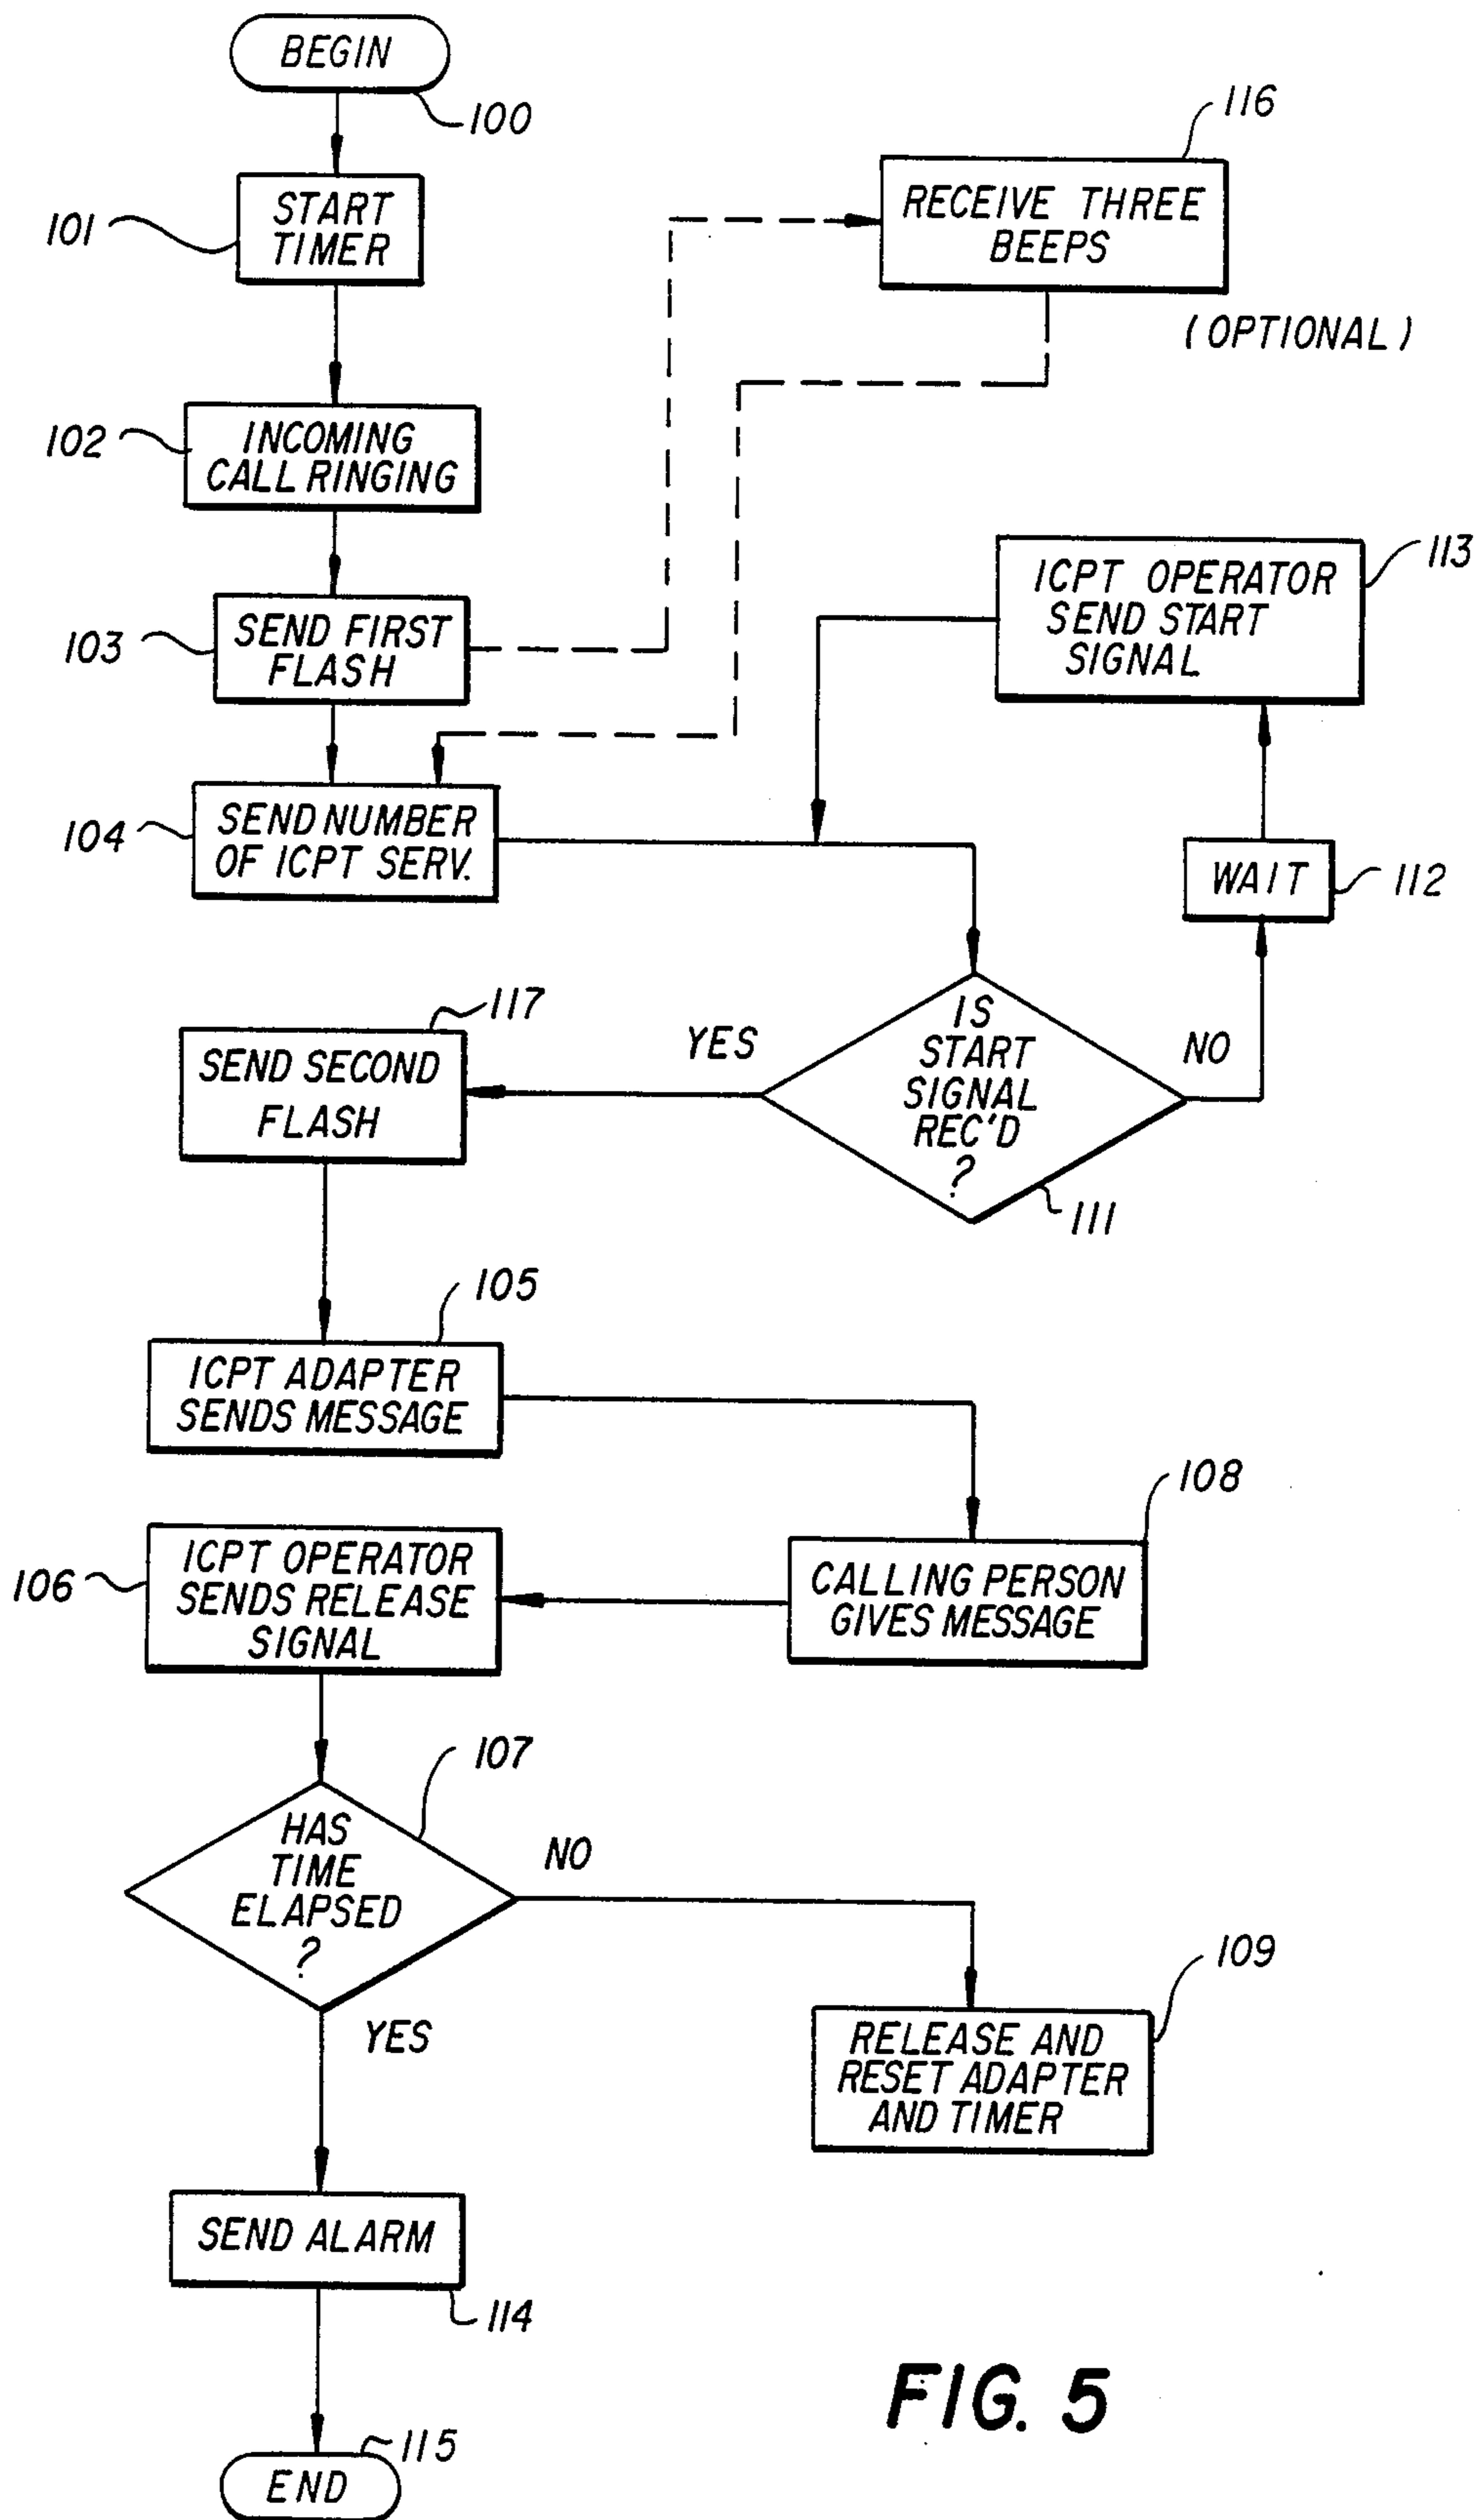 BEGIN
100
116
START
TIMER
101
RECEIVE THREE
BEEPS
(OPTIONAL)
102
INCOMING
CALL RINGING
113
ICPT OPERATOR
SEND START
SIGNAL
103
SEND FIRST
FLASH
104
SEND NUMBER
OF ICPT SERV.
WAIT
112
117
SEND SECOND
FLASH
YES
IS
START
SIGNAL
REC'D
?
NO
111
105
ICPT ADAPTER
SENDS MESSAGE
108
106
ICPT OPERATOR
SENDS RELEASE
SIGNAL
CALLING PERSON
GIVES MESSAGE
107
HAS
TIME
ELAPSED
?
NO
109
YES
RELEASE AND
RESET ADAPTER
AND TIMER
SEND ALARM
114
FIG. 5
115
END